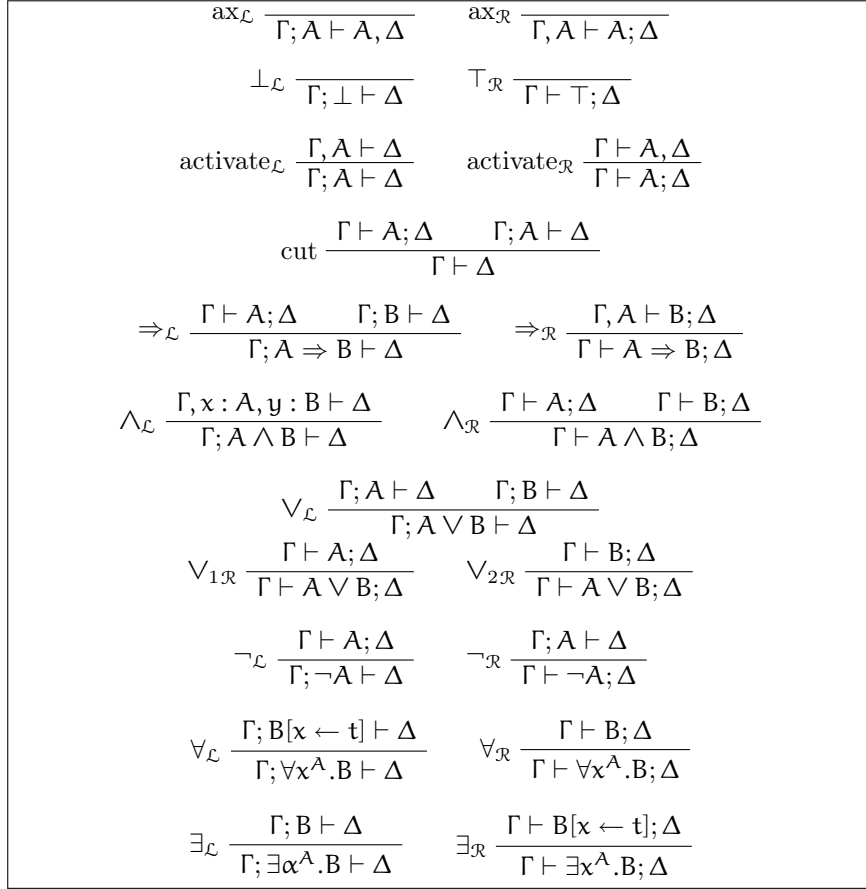 ax_ℒ Γ; A ⊢ A, Δ ax_ℛ Γ, A ⊢ A; Δ
⊥_ℒ Γ; ⊥ ⊢ Δ ⊤_ℛ Γ ⊢ ⊤; Δ
Γ, A ⊢ Δ Γ ⊢ A, Δ
activate_ℒ activate_ℛ
Γ; A ⊢ Δ Γ ⊢ A; Δ
Γ ⊢ A; Δ Γ; A ⊢ Δ
cut
Γ ⊢ Δ
Γ ⊢ A; Δ Γ; B ⊢ Δ Γ, A ⊢ B; Δ
⇒_ℒ ⇒_ℛ
Γ; A ⇒ B ⊢ Δ Γ ⊢ A ⇒ B; Δ
Γ, x : A, y : B ⊢ Δ Γ ⊢ A; Δ Γ ⊢ B; Δ
∧_ℒ ∧_ℛ
Γ; A ∧ B ⊢ Δ Γ ⊢ A ∧ B; Δ
Γ; A ⊢ Δ Γ; B ⊢ Δ
∨_ℒ
Γ; A ∨ B ⊢ Δ
Γ ⊢ A; Δ Γ ⊢ B; Δ
∨_1ℛ ∨_2ℛ
Γ ⊢ A ∨ B; Δ Γ ⊢ A ∨ B; Δ
Γ ⊢ A; Δ Γ; A ⊢ Δ
¬_ℒ ¬_ℛ
Γ; ¬A ⊢ Δ Γ ⊢ ¬A; Δ
Γ; B[x ← t] ⊢ Δ Γ ⊢ B; Δ
∀_ℒ ∀_ℛ
Γ; ∀x^A.B ⊢ Δ Γ ⊢ ∀x^A.B; Δ
Γ; B ⊢ Δ Γ ⊢ B[x ← t]; Δ
∃_ℒ ∃_ℛ
Γ; ∃α^A.B ⊢ Δ Γ ⊢ ∃x^A.B; Δ